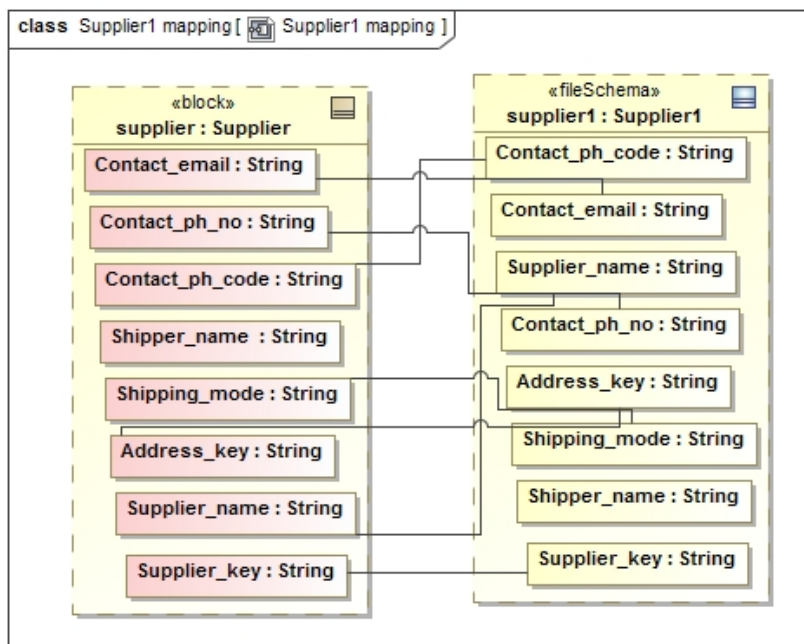 class Supplier1 mapping [ Supplier1 mapping ]
«block»
supplier : Supplier
Contact_email : String
Contact_ph_no : String
Contact_ph_code : String
Shipper_name : String
Shipping_mode : String
Address_key : String
Supplier_name : String
Supplier_key : String
«fileSchema»
supplier1 : Supplier1
Contact_ph_code : String
Contact_email : String
Supplier_name : String
Contact_ph_no : String
Address_key : String
Shipping_mode : String
Shipper_name : String
Supplier_key : String